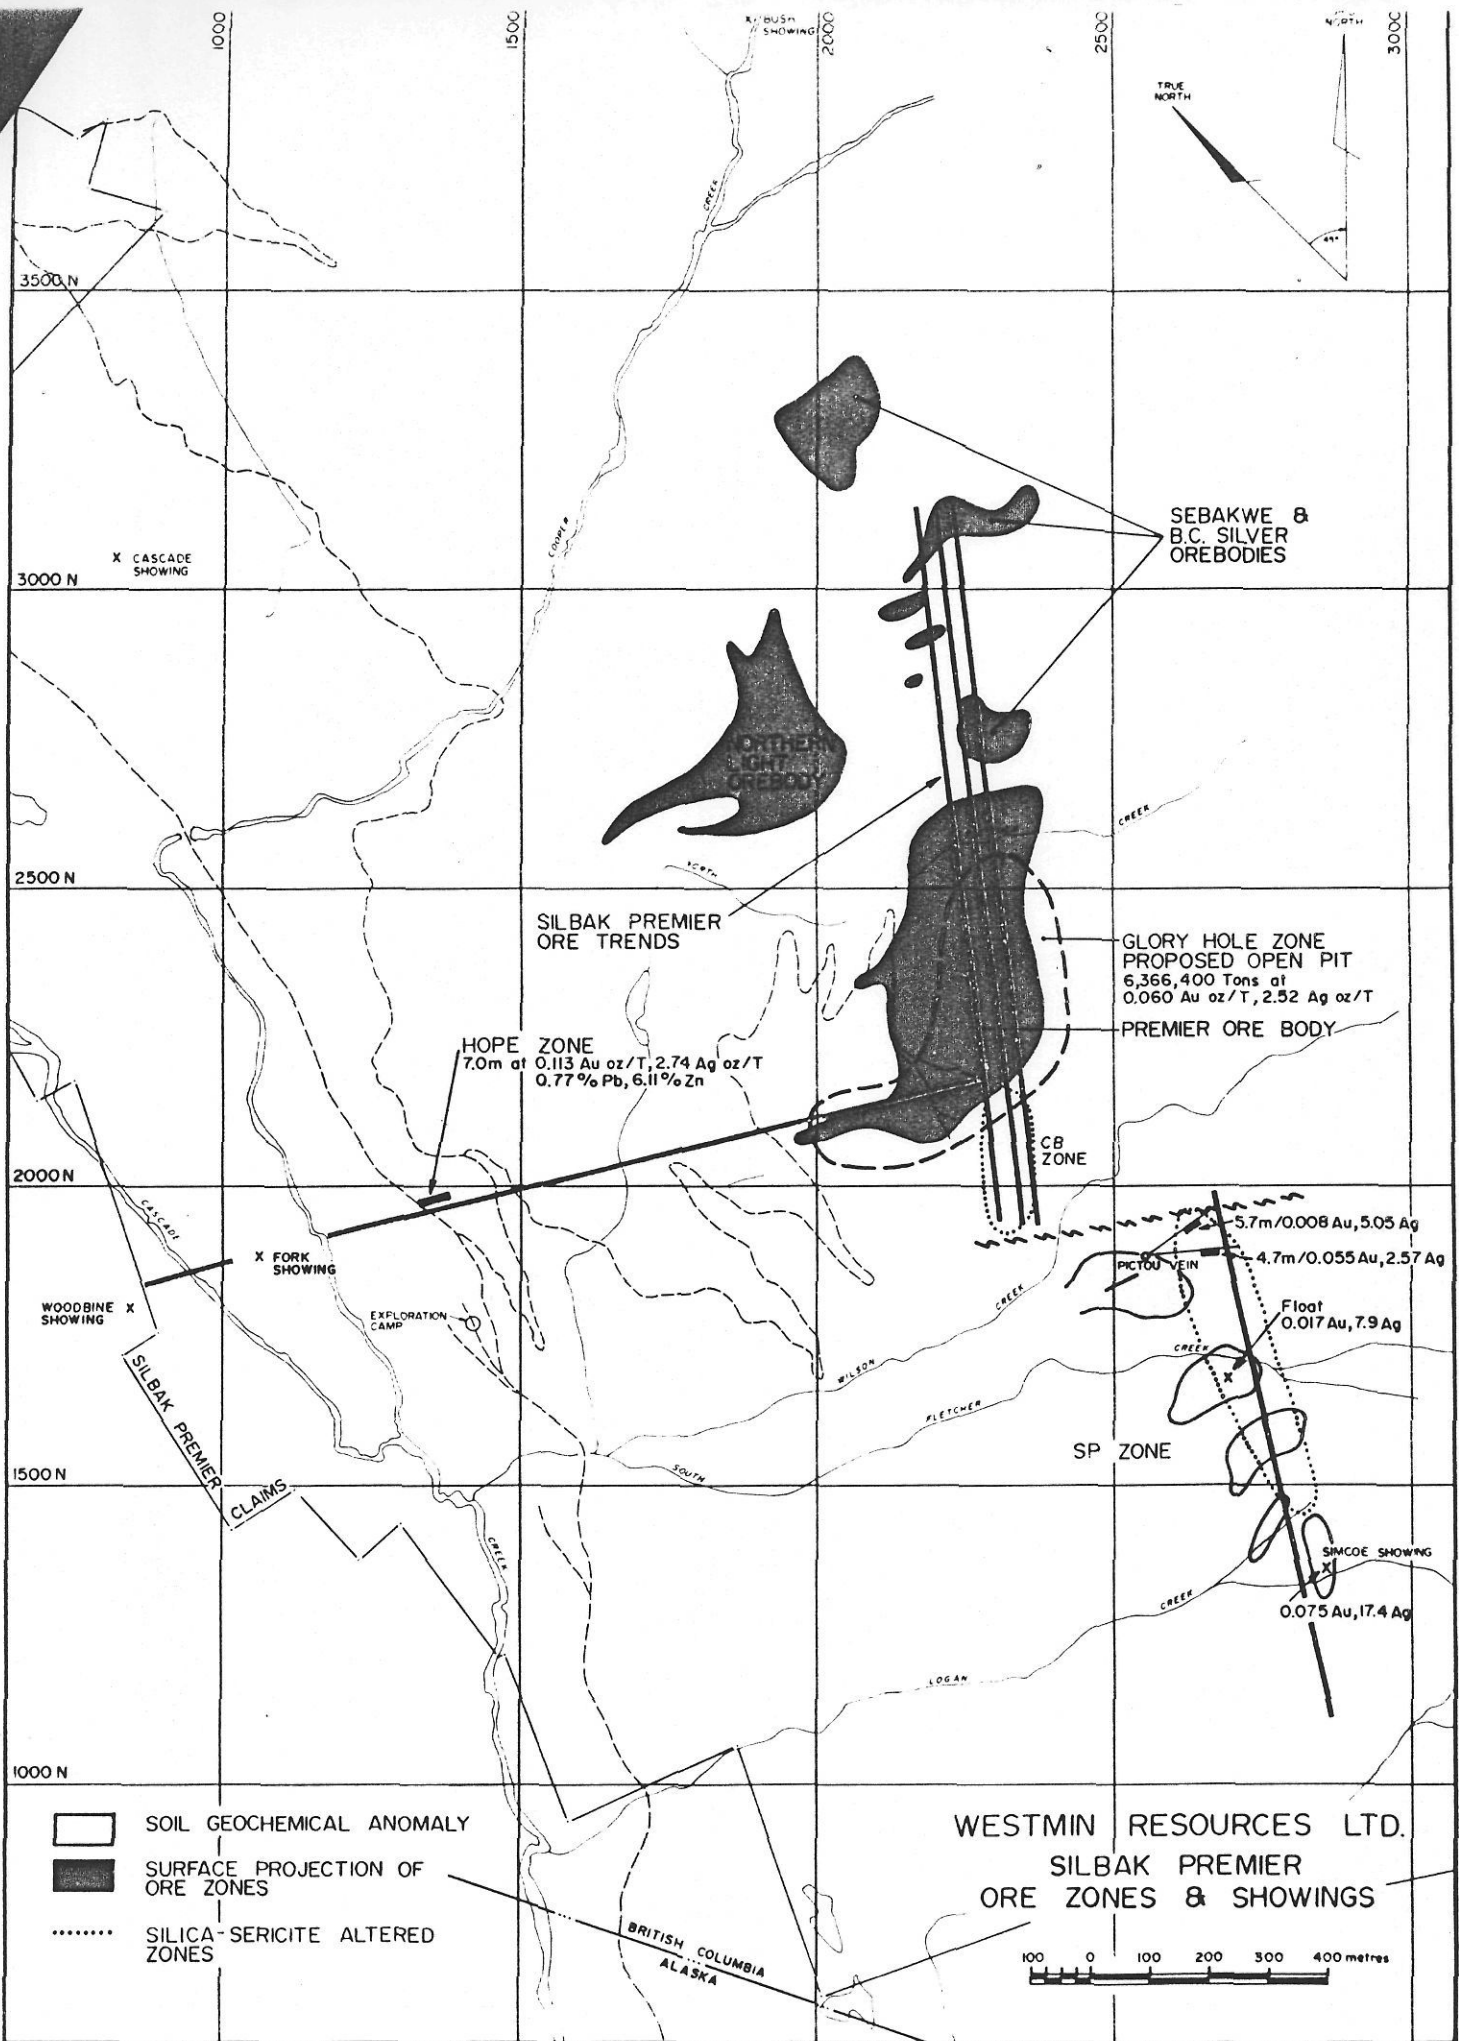 1000
1500
2000
2500
3000
BUSH
SHOWING
NORTH
TRUE
NORTH
49°
CREEK
3500 N
COOPER
SEBAKWE &
B.C. SILVER
OREBODIES
X CASCADE
SHOWING
3000 N
NORTHERN
LIGHT
OREBODY
CREEK
2500 N
NORTH
SILBAK PREMIER
ORE TRENDS
GLORY HOLE ZONE
PROPOSED OPEN PIT
6,366,400 Tons at
0.060 Au oz/T, 2.52 Ag oz/T
PREMIER ORE BODY
HOPE ZONE
7.0m at 0.113 Au oz/T, 2.74 Ag oz/T
0.77% Pb, 6.11% Zn
CB
ZONE
2000 N
CASCADE
5.7m/0.008 Au, 5.05 Ag
4.7m/0.055 Au, 2.57 Ag
PICTOU VEIN
X FORK
SHOWING
WOODBINE X
SHOWING
EXPLORATION
CAMP
CREEK
Float
0.017 Au, 7.9 Ag
CREEK
X
WILSON
FLETCHER
SILBAK PREMIER
CLAIMS
SP ZONE
SOUTH
1500 N
CREEK
SIMCOE SHOWING
X
CREEK
0.075 Au, 17.4 Ag
LOGAN
1000 N
SOIL GEOCHEMICAL ANOMALY
SURFACE PROJECTION OF
ORE ZONES
SILICA-SERICITE ALTERED
ZONES
WESTMIN RESOURCES LTD.
SILBAK PREMIER
ORE ZONES & SHOWINGS
BRITISH COLUMBIA
ALASKA
100 0 100 200 300 400 metres